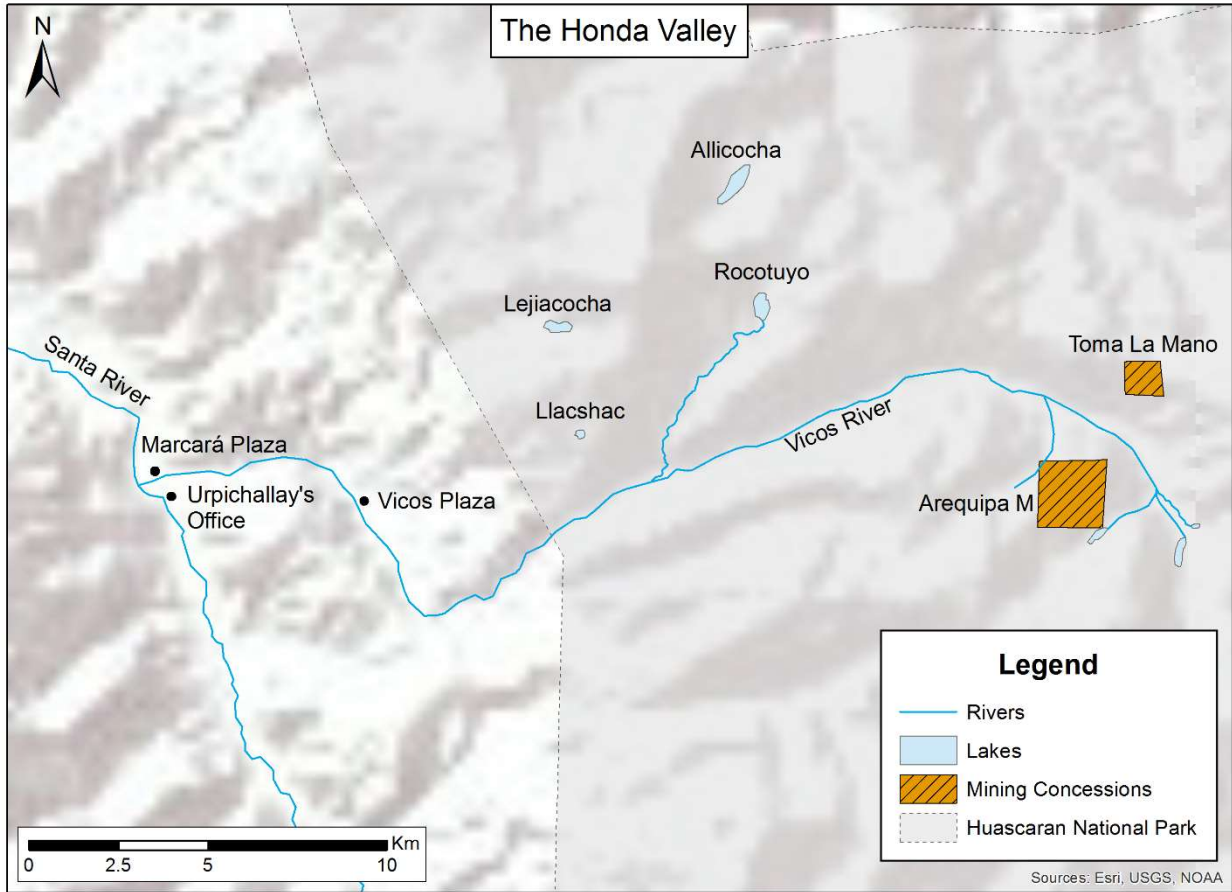 The Honda Valley
N
Allicocha
Rocotuyo
Lejiacocha
Toma La Mano
Santa River
Llacshac
Vicos River
Marcará Plaza
Urpichallay's
Office
Vicos Plaza
Arequipa M
Legend
Rivers
Lakes
Mining Concessions
Huascaran National Park
Km
0 2.5 5 10
Sources: Esri, USGS, NOAA